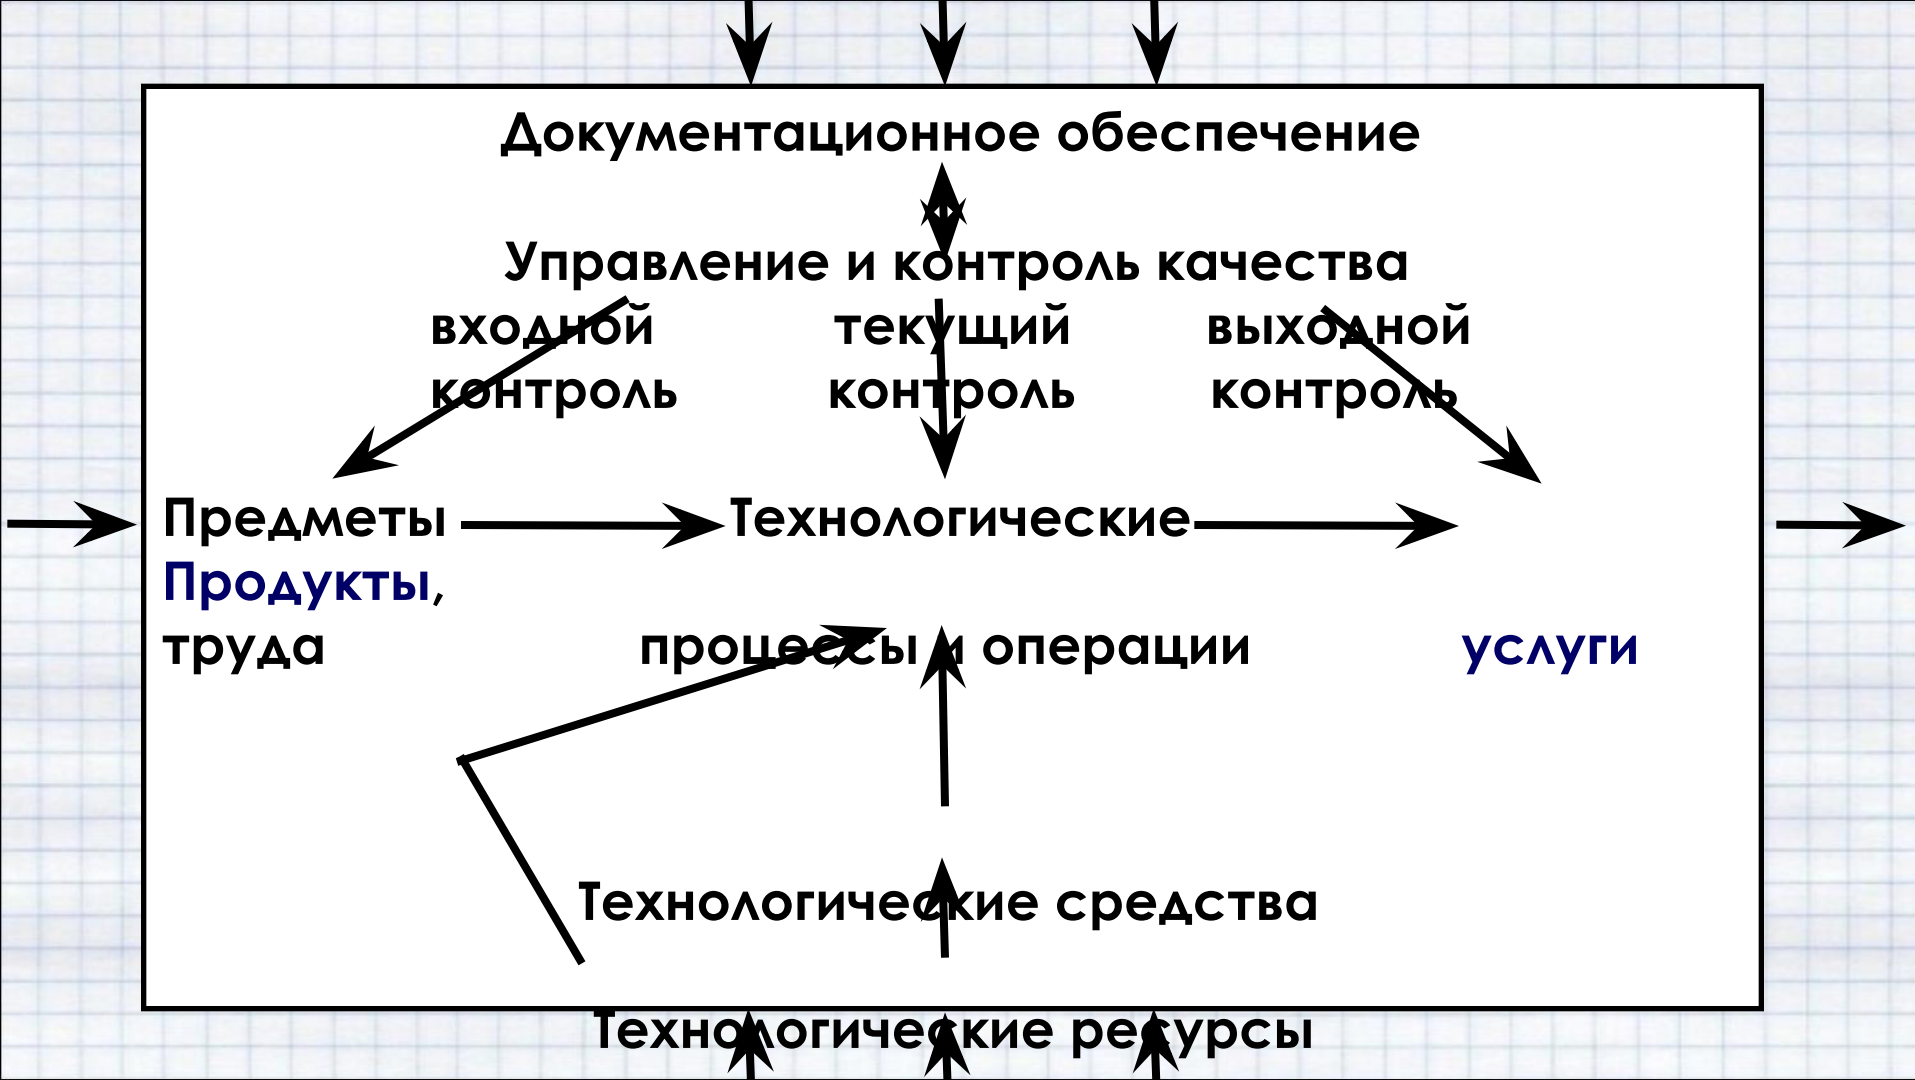 Документационное обеспечение
Управление и контроль качества
входной текущий выходной
контроль контроль контроль
Предметы Технологические
Продукты,
труда процессы и операции услуги
Технологические средства
Технологические ресурсы